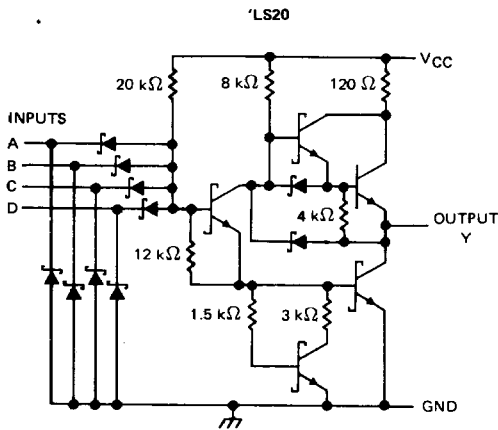 'LS20
VCC
20 kΩ
8 kΩ
120 Ω
INPUTS
A
B
C
D
4 kΩ
OUTPUT
Y
12 kΩ
1.5 kΩ
3 kΩ
GND